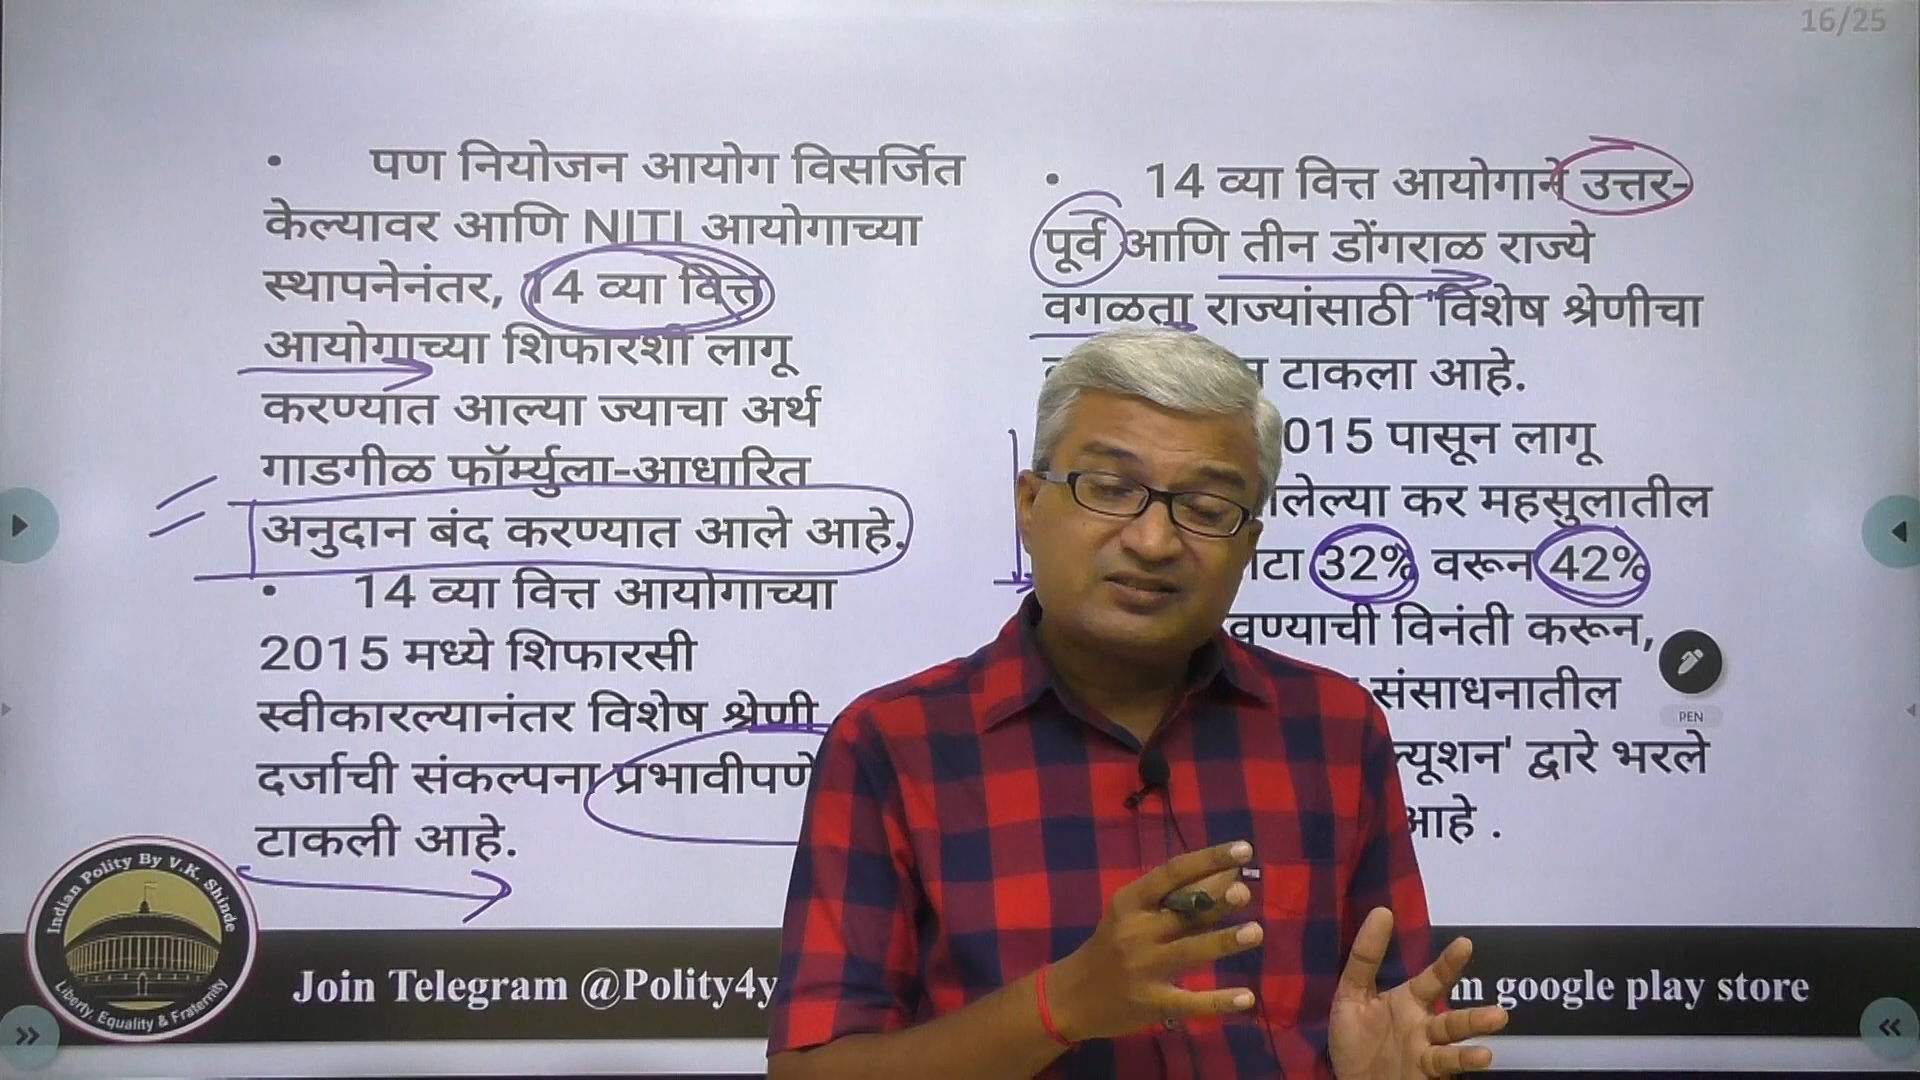 16/25
• पण नियोजन आयोग विसर्जित
केल्यावर आणि NITI आयोगाच्या
स्थापनेनंतर, 14 व्या वित्त
आयोगाच्या शिफारशी लागू
करण्यात आल्या ज्याचा अर्थ
गाडगीळ फॉर्म्युला-आधारित
अनुदान बंद करण्यात आले आहे.
• 14 व्या वित्त आयोगाच्या
2015 मध्ये शिफारसी
स्वीकारल्यानंतर विशेष श्रेणी
दर्जाची संकल्पना प्रभावीपणे
टाकली आहे.
• 14 व्या वित्त आयोगाने उत्तर-
पूर्व आणि तीन डोंगराळ राज्ये
वगळता राज्यांसाठी 'विशेष श्रेणीचा
टाकला आहे.
015 पासून लागू
लेल्या कर महसुलातील
टा 32% वरून 42%
वण्याची विनंती करून,
संसाधनातील
्यूशन' द्वारे भरले
आहे .
PEN
Indian Polity By V.K. Shinde
Liberty, Equality & Fraternity
Join Telegram @Polity4y
m google play store